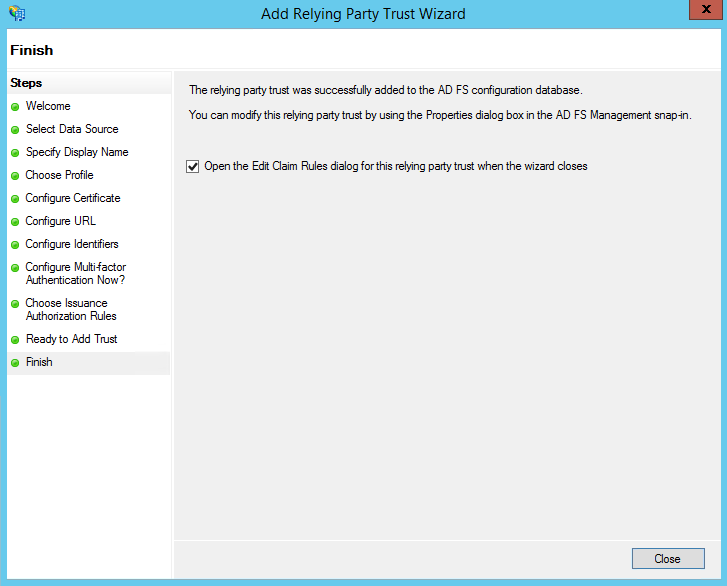 Add Relying Party Trust Wizard
x
Finish
Steps
Welcome
Select Data Source
Specify Display Name
Choose Profile
Configure Certificate
Configure URL
Configure Identifiers
Configure Multi-factor
Authentication Now?
Choose Issuance
Authorization Rules
Ready to Add Trust
Finish
The relying party trust was successfully added to the AD FS configuration database.
You can modify this relying party trust by using the Properties dialog box in the AD FS Management snap-in.
Open the Edit Claim Rules dialog for this relying party trust when the wizard closes
Close